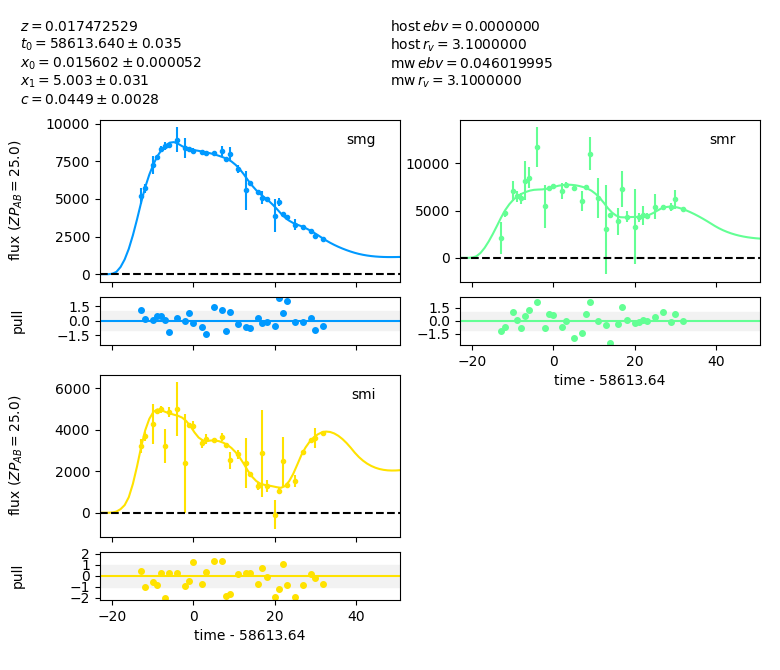 z = 0.017472529
t₀ = 58613.640 ± 0.035
x₀ = 0.015602 ± 0.000052
x₁ = 5.003 ± 0.031
c = 0.0449 ± 0.0028
host ebv = 0.0000000
host r_v = 3.1000000
mw ebv = 0.046019995
mw r_v = 3.1000000
smg
flux (ZP_AB = 25.0)
10000
7500
5000
2500
0
pull
1.5
0.0
−1.5
smr
10000
5000
0
1.5
0.0
−1.5
−20 0 20 40
time - 58613.64
smi
flux (ZP_AB = 25.0)
6000
4000
2000
0
pull
2
1
0
−1
−2
−20 0 20 40
time - 58613.64